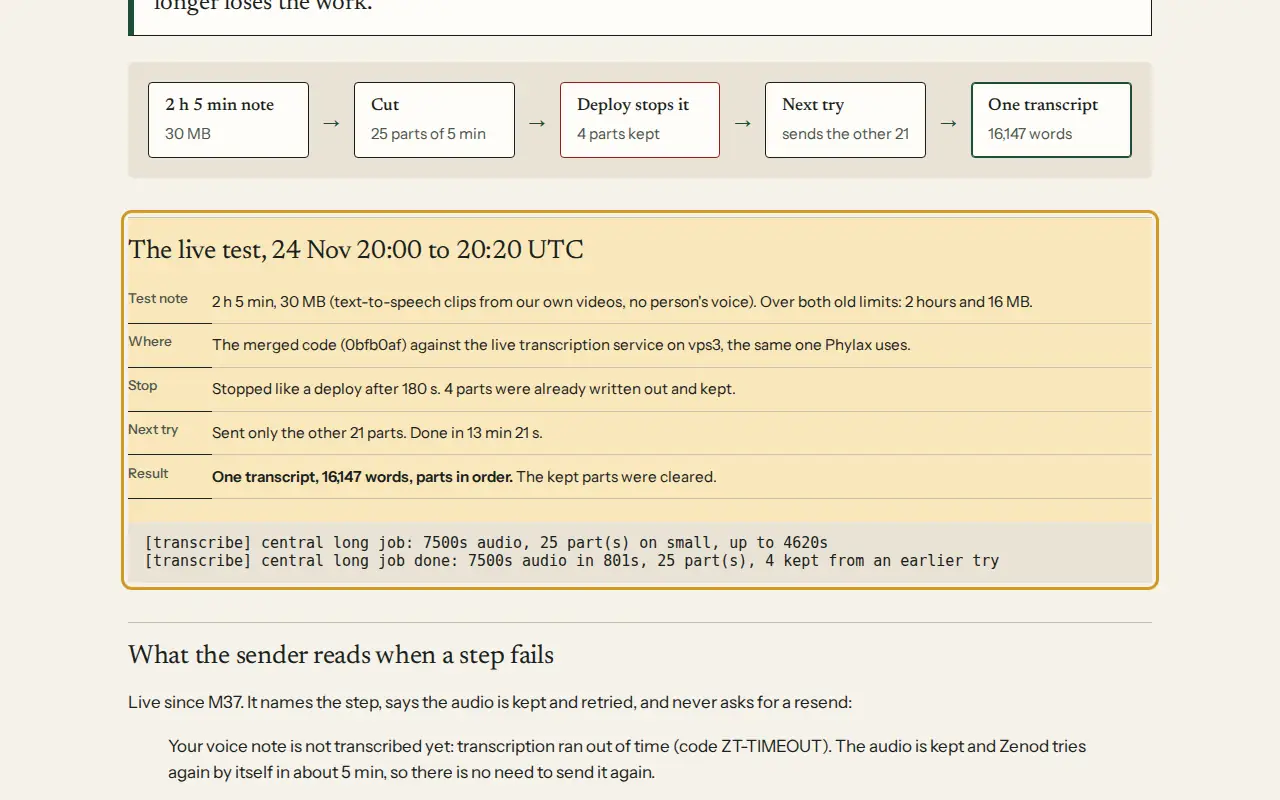 longer loses the work.
2 h 5 min note
30 MB
→
Cut
25 parts of 5 min
→
Deploy stops it
4 parts kept
→
Next try
sends the other 21
→
One transcript
16,147 words
The live test, 24 Nov 20:00 to 20:20 UTC
Test note 2 h 5 min, 30 MB (text-to-speech clips from our own videos, no person's voice). Over both old limits: 2 hours and 16 MB.
Where The merged code (0bfb0af) against the live transcription service on vps3, the same one Phylax uses.
Stop Stopped like a deploy after 180 s. 4 parts were already written out and kept.
Next try Sent only the other 21 parts. Done in 13 min 21 s.
Result One transcript, 16,147 words, parts in order. The kept parts were cleared.
[transcribe] central long job: 7500s audio, 25 part(s) on small, up to 4620s
[transcribe] central long job done: 7500s audio in 801s, 25 part(s), 4 kept from an earlier try
What the sender reads when a step fails
Live since M37. It names the step, says the audio is kept and retried, and never asks for a resend:
Your voice note is not transcribed yet: transcription ran out of time (code ZT-TIMEOUT). The audio is kept and Zenod tries
again by itself in about 5 min, so there is no need to send it again.